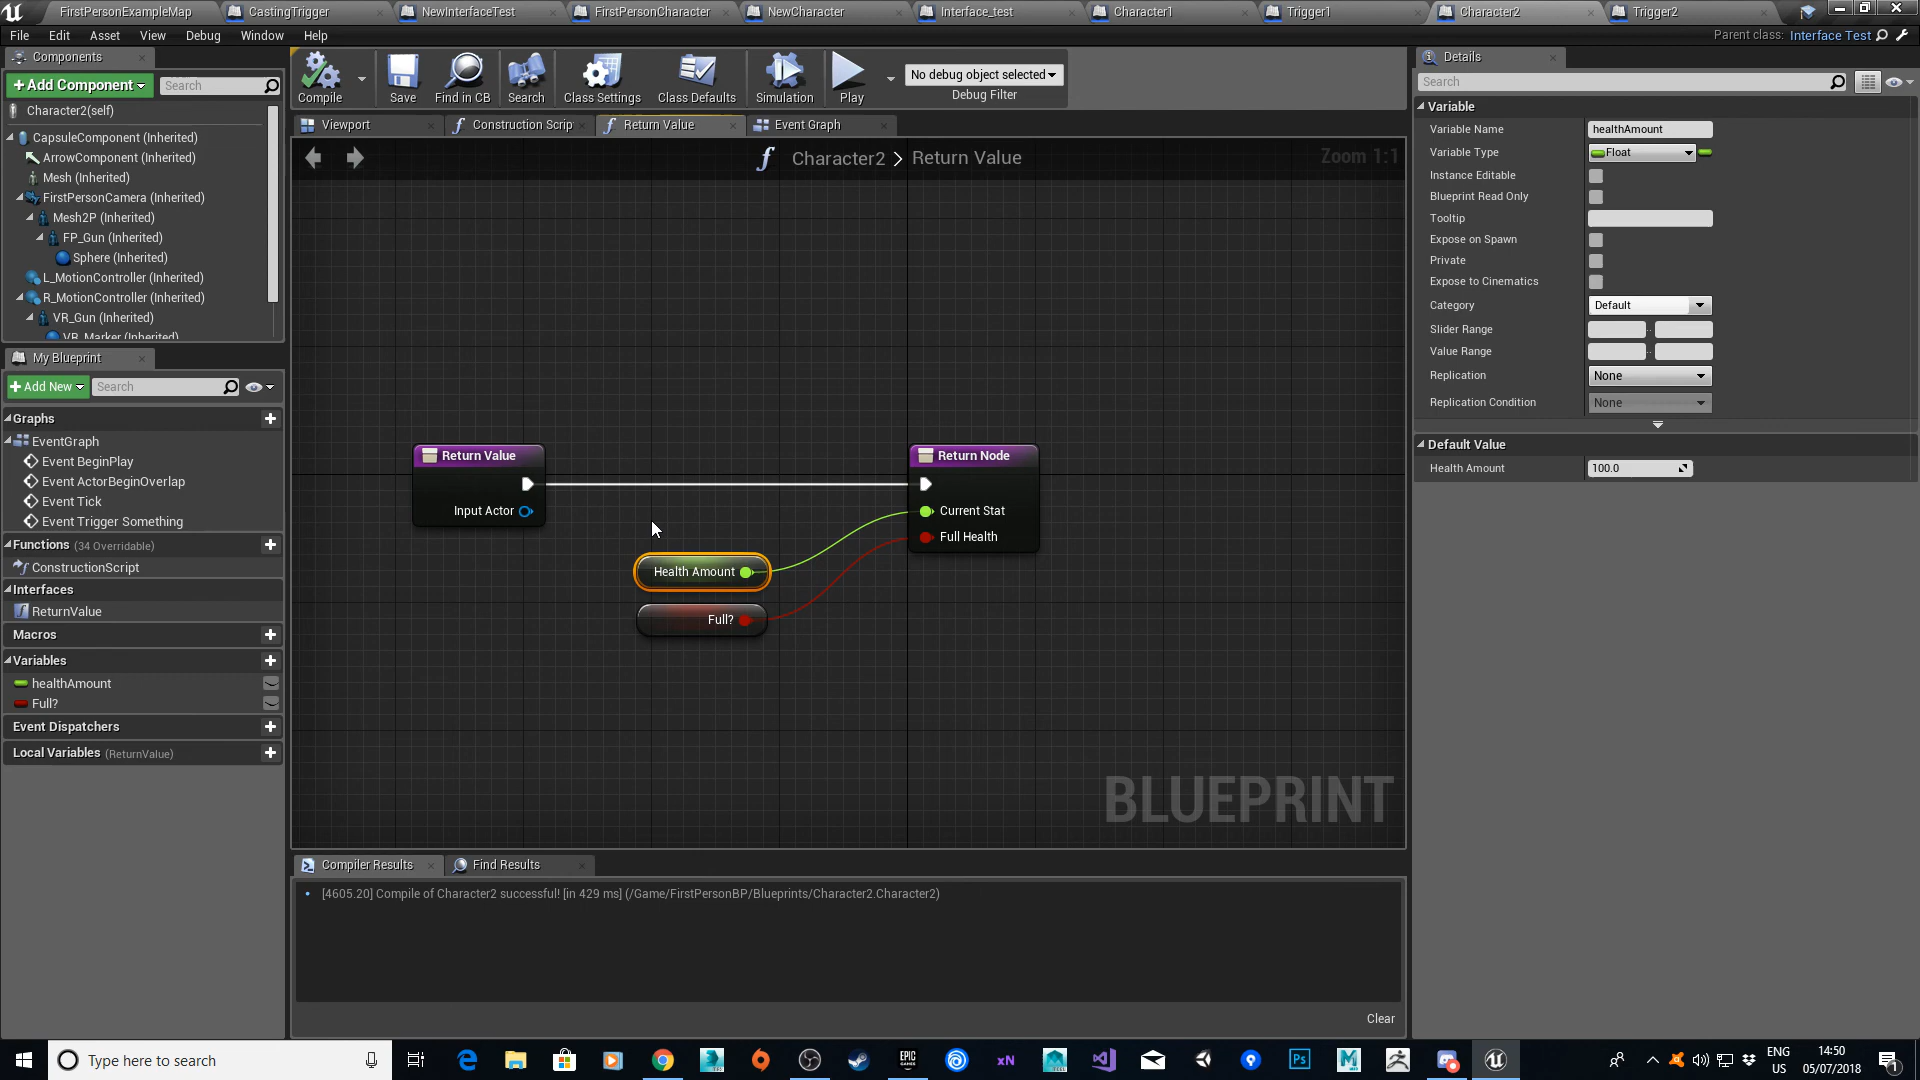 FirstPersonExampleMap
CastingTrigger
NewInterfaceTest
FirstPersonCharacter
NewCharacter
Interface_test
Character1
Trigger1
Character2
Trigger2
File Edit Asset View Debug Window Help
Parent class: Interface Test
Components
+Add Component
Search
Character2(self)
CapsuleComponent (Inherited)
ArrowComponent (Inherited)
Mesh (Inherited)
FirstPersonCamera (Inherited)
Mesh2P (Inherited)
FP_Gun (Inherited)
Sphere (Inherited)
L_MotionController (Inherited)
R_MotionController (Inherited)
VR_Gun (Inherited)
VR_Marker (Inherited)
My Blueprint
+Add New
Search
Graphs
EventGraph
Event BeginPlay
Event ActorBeginOverlap
Event Tick
Event Trigger Something
Functions (34 Overridable)
ConstructionScript
Interfaces
ReturnValue
Macros
Variables
healthAmount
Full?
Event Dispatchers
Local Variables (ReturnValue)
Compile
Save
Find in CB
Search
Class Settings
Class Defaults
Simulation
Play
No debug object selected
Debug Filter
Viewport
Construction Scrip
Return Value
Event Graph
Character2 > Return Value
Zoom 1:1
Return Value
Input Actor
Health Amount
Full?
Return Node
Current Stat
Full Health
BLUEPRINT
Compiler Results
Find Results
[4605.20] Compile of Character2 successful! [in 429 ms] (/Game/FirstPersonBP/Blueprints/Character2.Character2)
Clear
Details
Search
Variable
Variable Name healthAmount
Variable Type Float
Instance Editable
Blueprint Read Only
Tooltip
Expose on Spawn
Private
Expose to Cinematics
Category Default
Slider Range
Value Range
Replication None
Replication Condition None
Default Value
Health Amount 100.0
Type here to search
EPIC GAMES
xN
Ps
M
ENG
US
14:50
05/07/2018
1